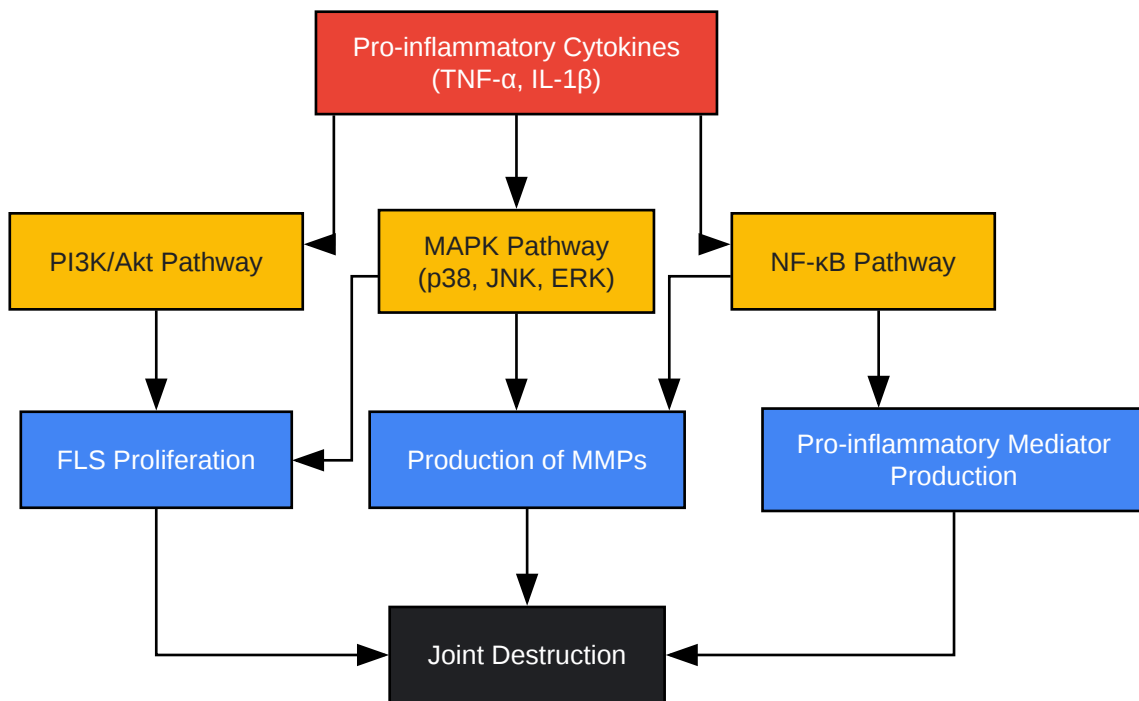 Pro-inflammatory Cytokines
(TNF-α, IL-1β)
PI3K/Akt Pathway
MAPK Pathway
(p38, JNK, ERK)
NF-κB Pathway
FLS Proliferation
Production of MMPs
Pro-inflammatory Mediator
Production
Joint Destruction